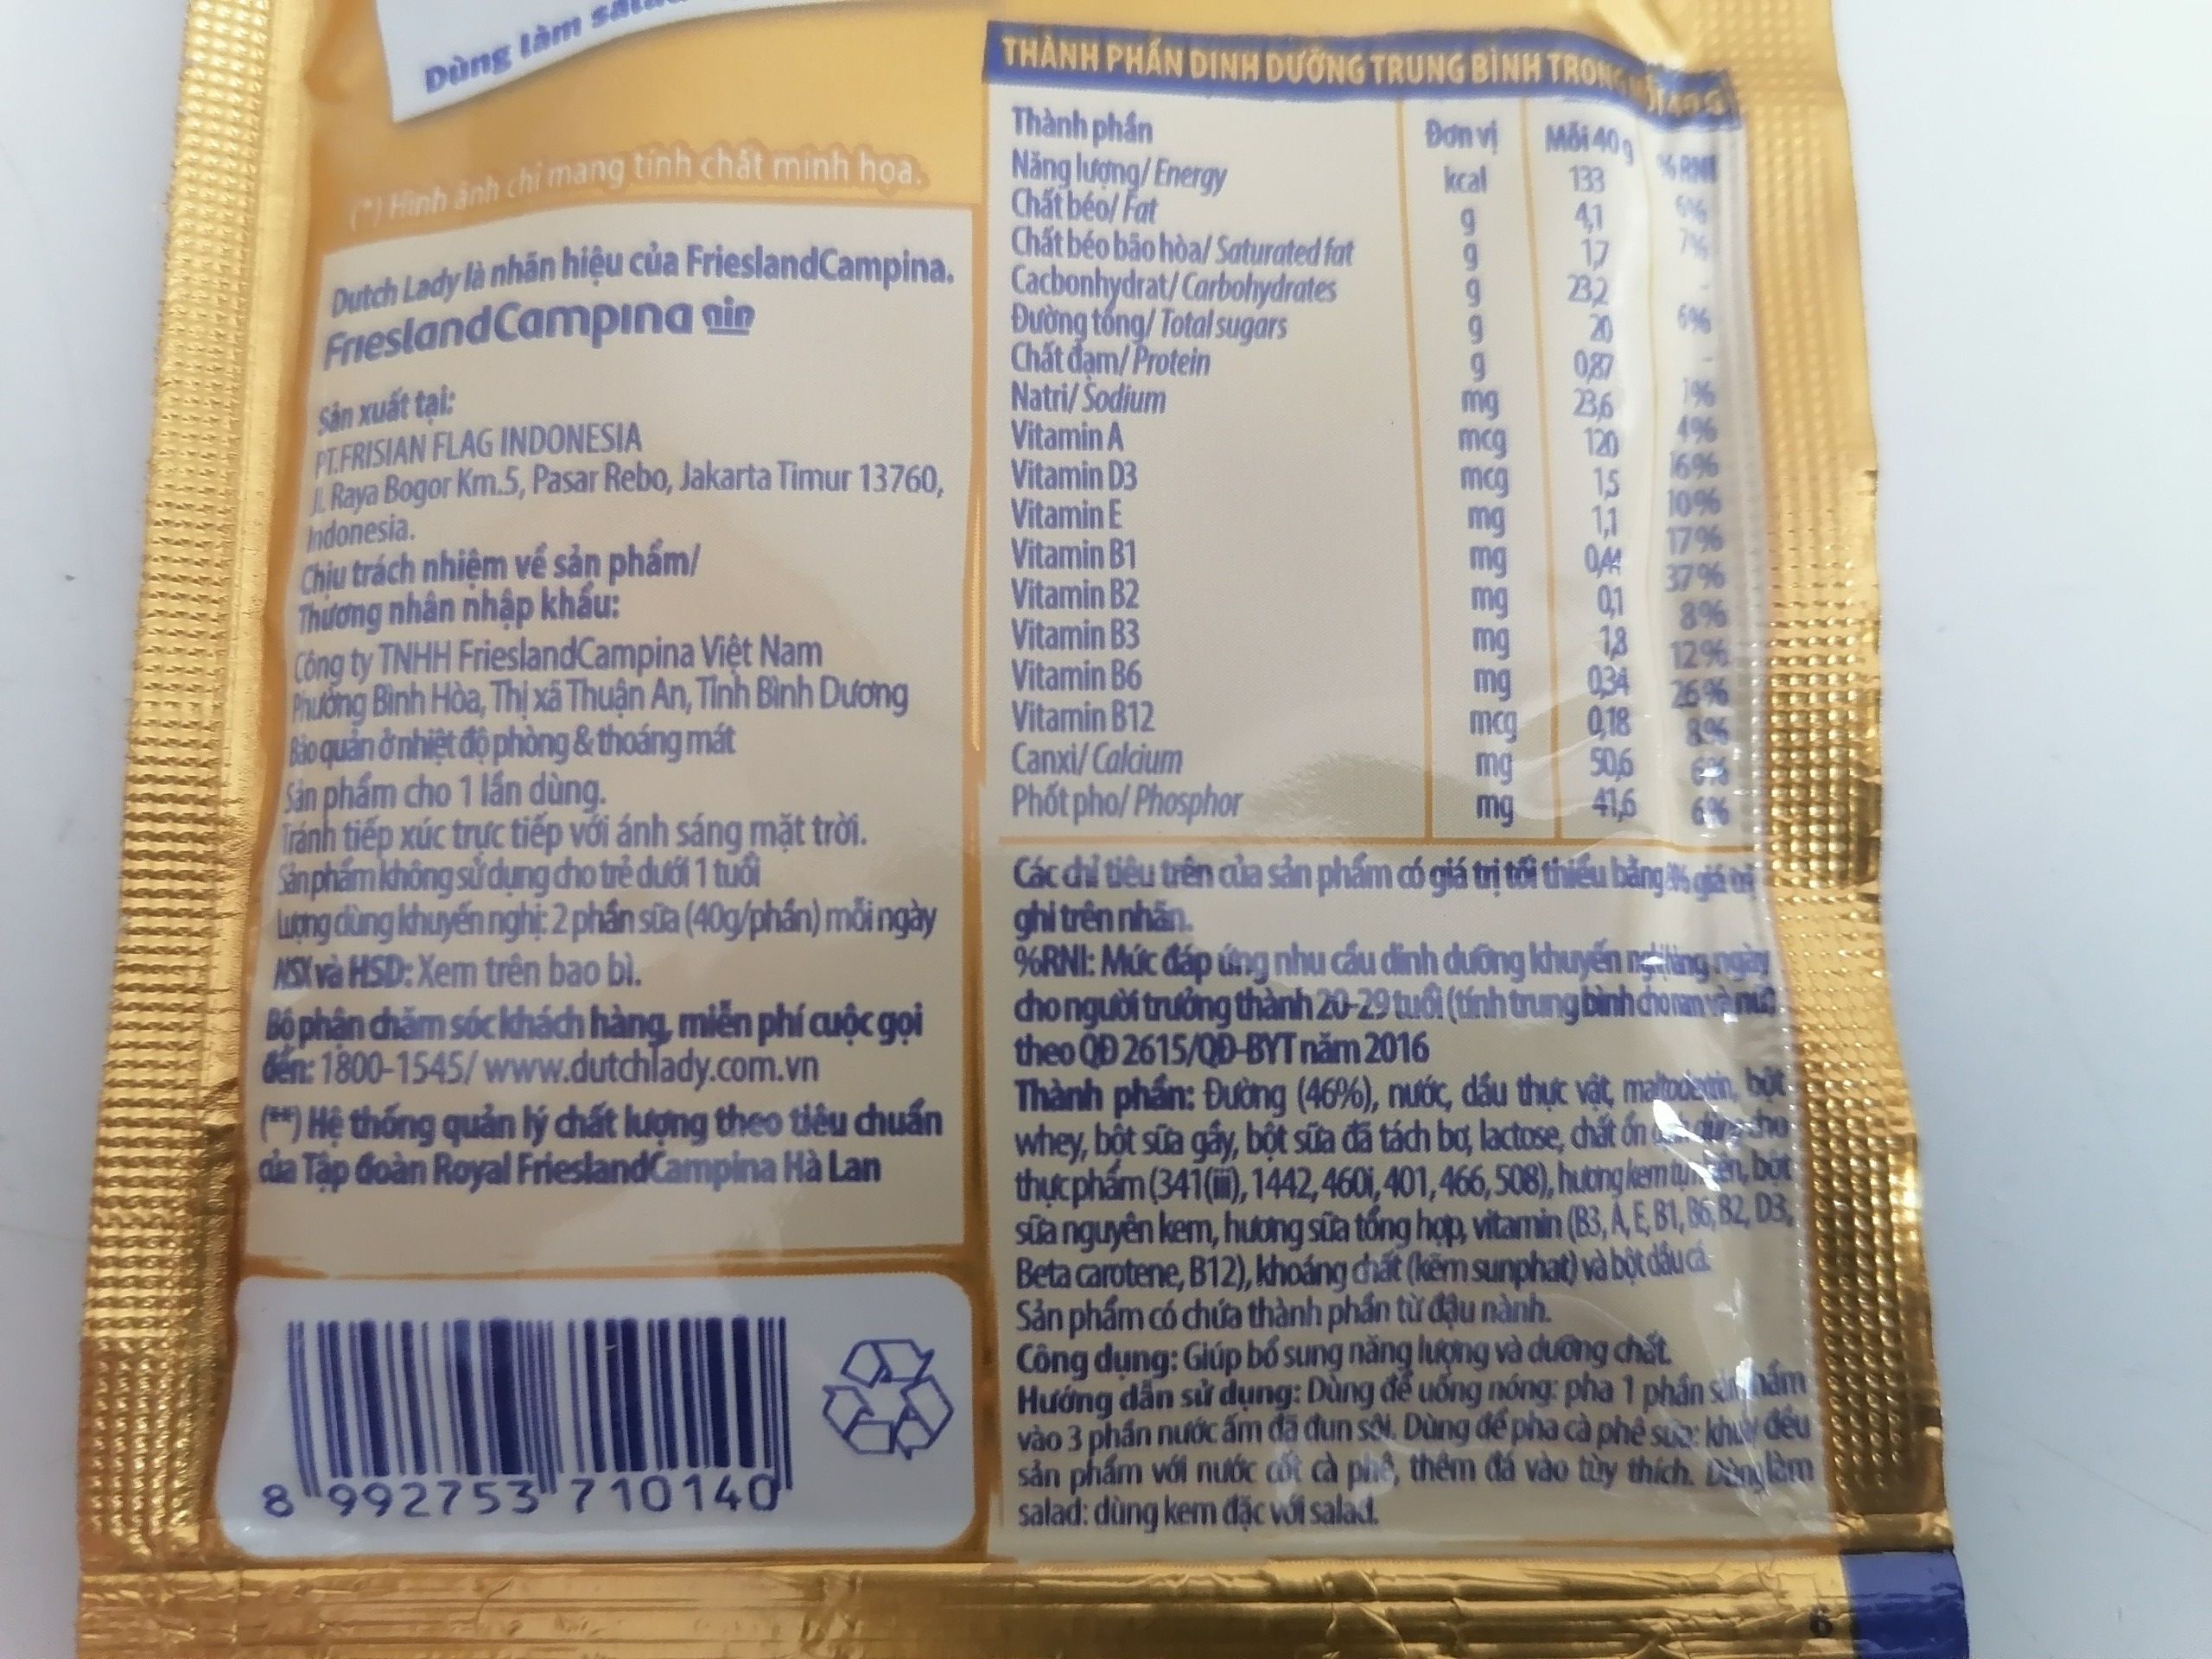 Dùng làm
(*) Hình ảnh chỉ mang tính chất minh họa.
Dutch Lady là nhãn hiệu của FrieslandCampina.
FrieslandCampina
Sản xuất tại:
PT.FRISIAN FLAG INDONESIA
Jl. Raya Bogor Km.5, Pasar Rebo, Jakarta Timur 13760,
Indonesia.
Chịu trách nhiệm về sản phẩm/
Thương nhân nhập khẩu:
Công ty TNHH FrieslandCampina Việt Nam
Phường Bình Hòa, Thị xã Thuận An, Tỉnh Bình Dương
Bảo quản ở nhiệt độ phòng & thoáng mát
Sản phẩm cho 1 lần dùng.
Tránh tiếp xúc trực tiếp với ánh sáng mặt trời.
Sản phẩm không sử dụng cho trẻ dưới 1 tuổi
Lượng dùng khuyến nghị: 2 phần sữa (40g/phần) mỗi ngày
NSX và HSD: Xem trên bao bì.
Bộ phận chăm sóc khách hàng, miễn phí cuộc gọi
đến: 1800-1545/ www.dutchlady.com.vn
(**) Hệ thống quản lý chất lượng theo tiêu chuẩn
của Tập đoàn Royal FrieslandCampina Hà Lan
8 992753 710140
THÀNH PHẦN DINH DƯỠNG TRUNG BÌNH TRONG MỖI 40 G
Thành phần Đơn vị Mỗi 40 g %RNI
Năng lượng/ Energy kcal 133 6%
Chất béo/ Fat g 4,1 7%
Chất béo bão hòa/ Saturated fat g 1,7 -
Cacbonhydrat/ Carbohydrates g 23,2 6%
Đường tổng/ Total sugars g 20 -
Chất đạm/ Protein g 0,87 1%
Natri/ Sodium mg 23,6 4%
Vitamin A mcg 120 16%
Vitamin D3 mcg 1,5 10%
Vitamin E mg 1,1 17%
Vitamin B1 mg 0,44 37%
Vitamin B2 mg 0,1 8%
Vitamin B3 mg 1,8 12%
Vitamin B6 mg 0,34 26%
Vitamin B12 mcg 0,18 8%
Canxi/ Calcium mg 50,6 6%
Phốt pho/ Phosphor mg 41,6 6%
Các chỉ tiêu trên của sản phẩm có giá trị tối thiểu bằng giá trị
ghi trên nhãn.
%RNI: Mức đáp ứng nhu cầu dinh dưỡng khuyến nghị hàng ngày
cho người trưởng thành 20-29 tuổi (tính trung bình cho nam và nữ)
theo QĐ 2615/QĐ-BYT năm 2016
Thành phần: Đường (46%), nước, dầu thực vật, maltodextrin, bột
whey, bột sữa gầy, bột sữa đã tách bơ, lactose, chất ổn định dùng cho
thực phẩm (341(iii), 1442, 460i, 401, 466, 508), hương kem tự nhiên, bột
sữa nguyên kem, hương sữa tổng hợp, vitamin (B3, A, E, B1, B6, B2, D3,
Beta carotene, B12), khoáng chất (kẽm sunphat) và bột dầu cá
Sản phẩm có chứa thành phần từ đậu nành.
Công dụng: Giúp bổ sung năng lượng và dưỡng chất.
Hướng dẫn sử dụng: Dùng để uống nóng: pha 1 phần sản phẩm
vào 3 phần nước ấm đã đun sôi. Dùng để pha cà phê sữa: khuấy đều
sản phẩm với nước cốt cà phê, thêm đá vào tùy thích. Dùng làm
salad: dùng kem đặc với salad.
6